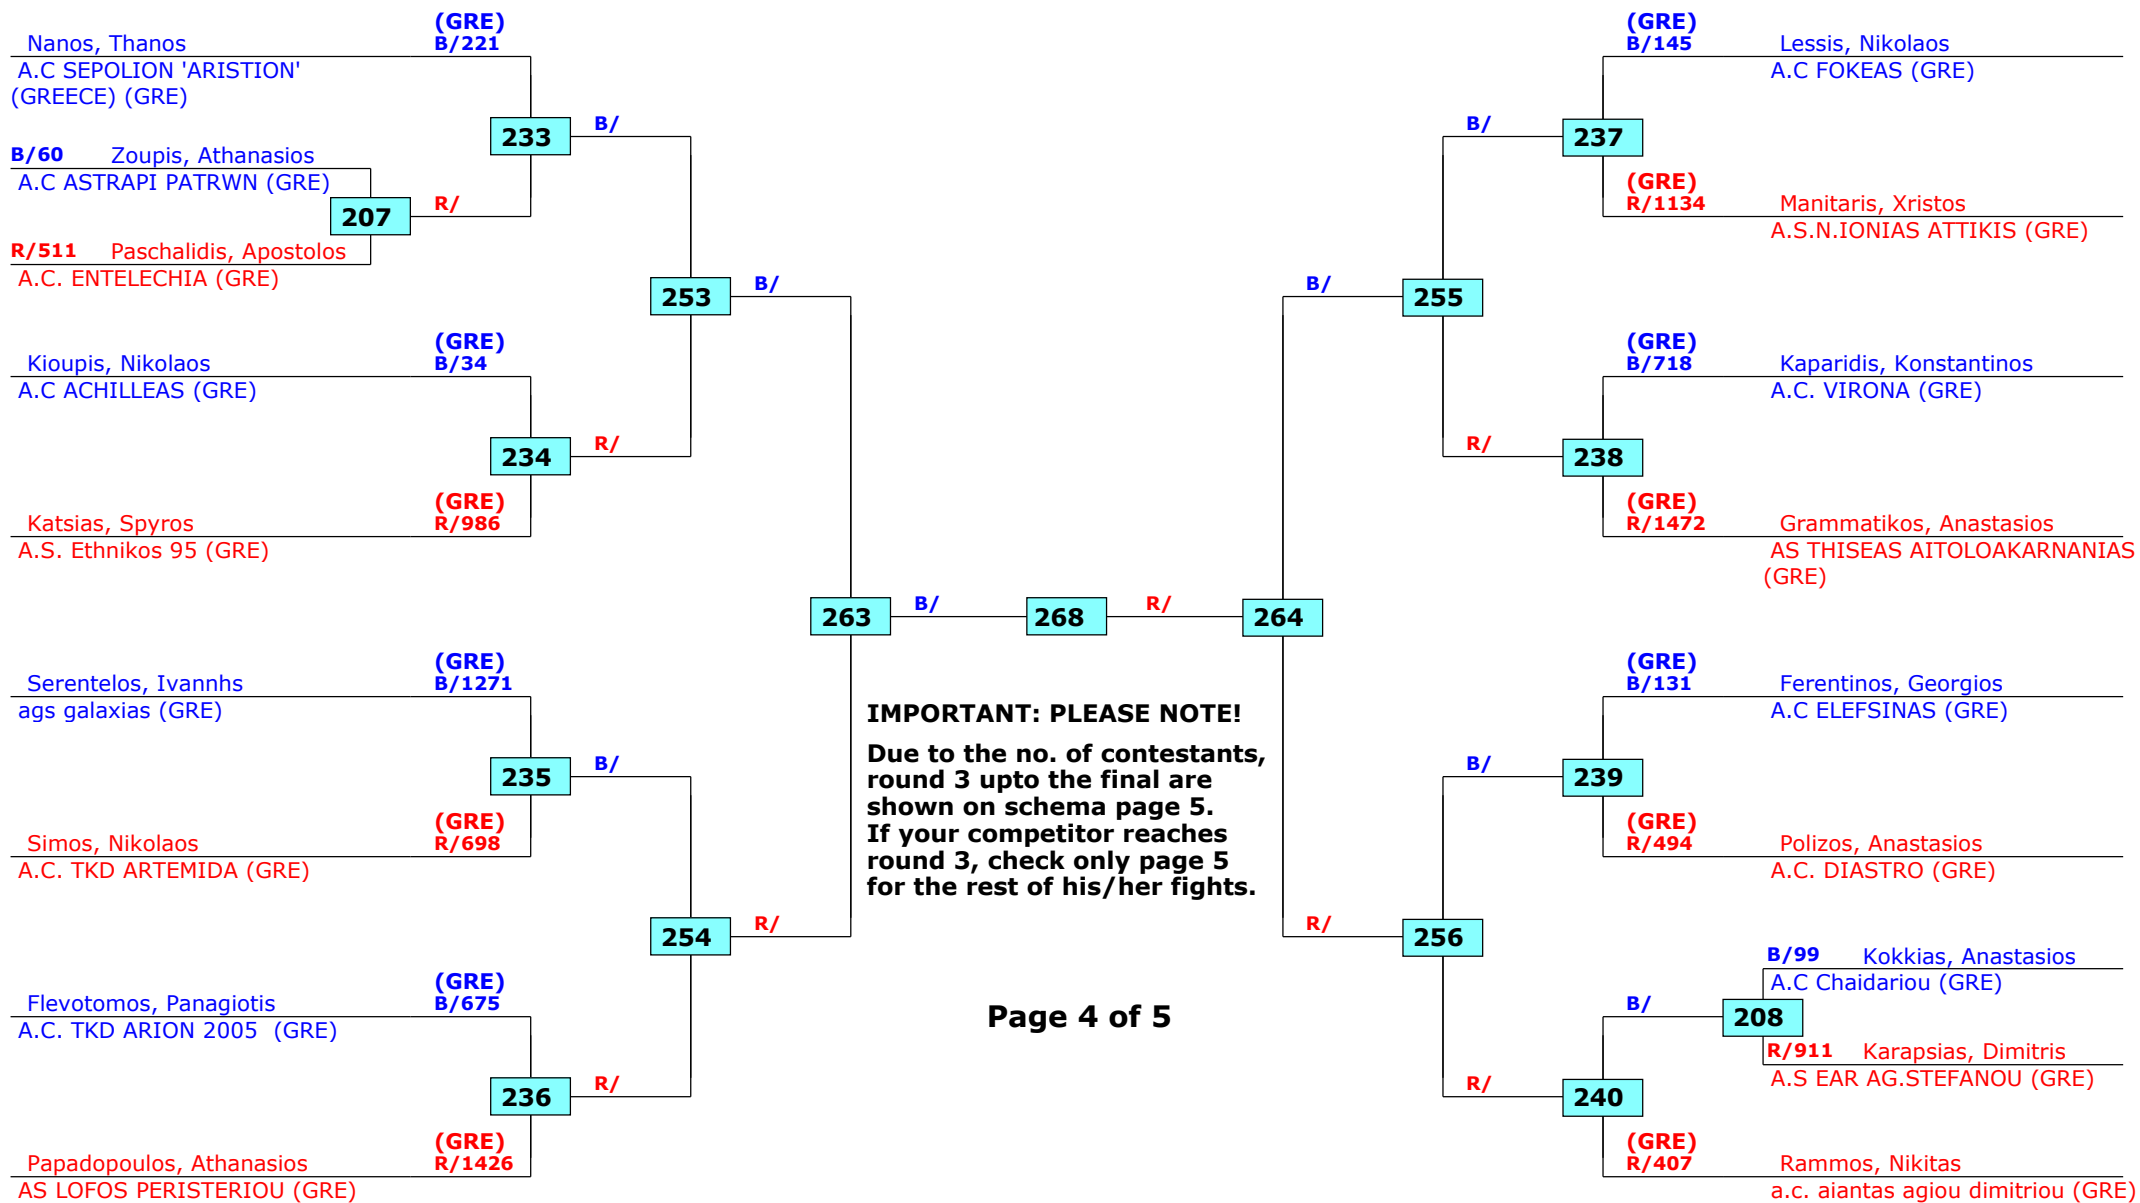 (GRE)
Nanos, Thanos B/221
A.C SEPOLION 'ARISTION'
(GREECE) (GRE)
233 B/
B/60 Zoupis, Athanasios
A.C ASTRAPI PATRWN (GRE)
207 R/
R/511 Paschalidis, Apostolos
A.C. ENTELECHIA (GRE)
253 B/
(GRE)
Kioupis, Nikolaos B/34
A.C ACHILLEAS (GRE)
234 R/
(GRE)
Katsias, Spyros R/986
A.S. Ethnikos 95 (GRE)
263 B/ 268 R/ 264
(GRE)
Serentelos, Ivannhs B/1271
ags galaxias (GRE)
235 B/
(GRE)
Simos, Nikolaos R/698
A.C. TKD ARTEMIDA (GRE)
254 R/
(GRE)
Flevotomos, Panagiotis B/675
A.C. TKD ARION 2005 (GRE)
236 R/
(GRE)
Papadopoulos, Athanasios R/1426
AS LOFOS PERISTERIOU (GRE)
IMPORTANT: PLEASE NOTE!
Due to the no. of contestants,
round 3 upto the final are
shown on schema page 5.
If your competitor reaches
round 3, check only page 5
for the rest of his/her fights.
Page 4 of 5
(GRE)
B/145 Lessis, Nikolaos
A.C FOKEAS (GRE)
B/ 237
(GRE)
R/1134 Manitaris, Xristos
A.S.N.IONIAS ATTIKIS (GRE)
B/ 255
(GRE)
B/718 Kaparidis, Konstantinos
A.C. VIRONA (GRE)
R/ 238
(GRE)
R/1472 Grammatikos, Anastasios
AS THISEAS AITOLOAKARNANIAS
(GRE)
(GRE)
B/131 Ferentinos, Georgios
A.C ELEFSINAS (GRE)
B/ 239
(GRE)
R/494 Polizos, Anastasios
A.C. DIASTRO (GRE)
R/ 256
B/99 Kokkias, Anastasios
A.C Chaidariou (GRE)
B/ 208
R/911 Karapsias, Dimitris
A.S EAR AG.STEFANOU (GRE)
R/ 240
(GRE)
R/407 Rammos, Nikitas
a.c. aiantas agiou dimitriou (GRE)